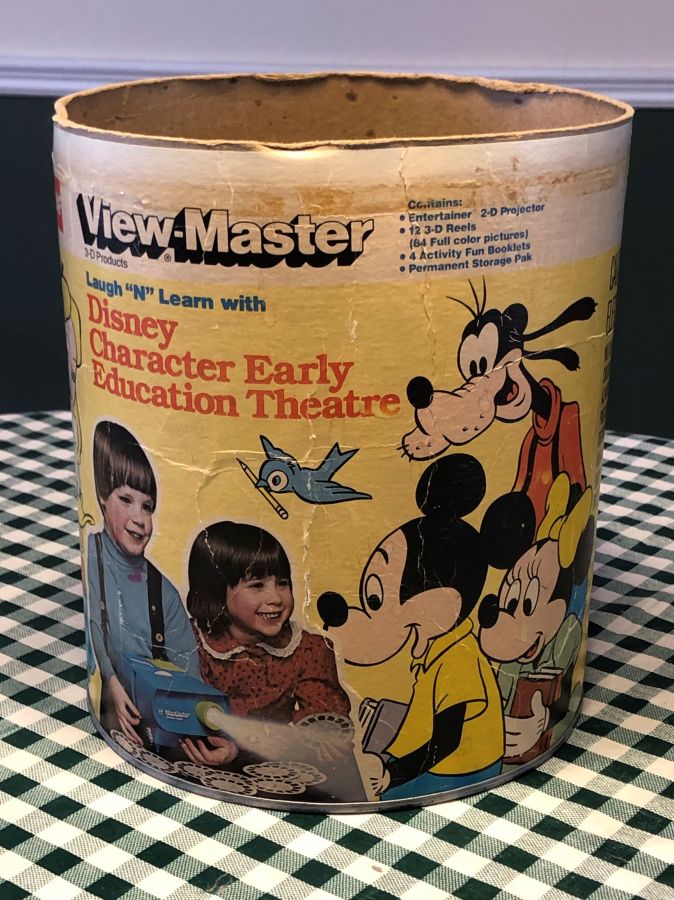 View-Master
®
3-D Products
Contains:
• Entertainer® 2-D Projector
• 12 3-D Reels
(84 Full color pictures)
• 4 Activity Fun Booklets
• Permanent Storage Pak
Laugh "N" Learn with
Disney
Character Early
Education Theatre